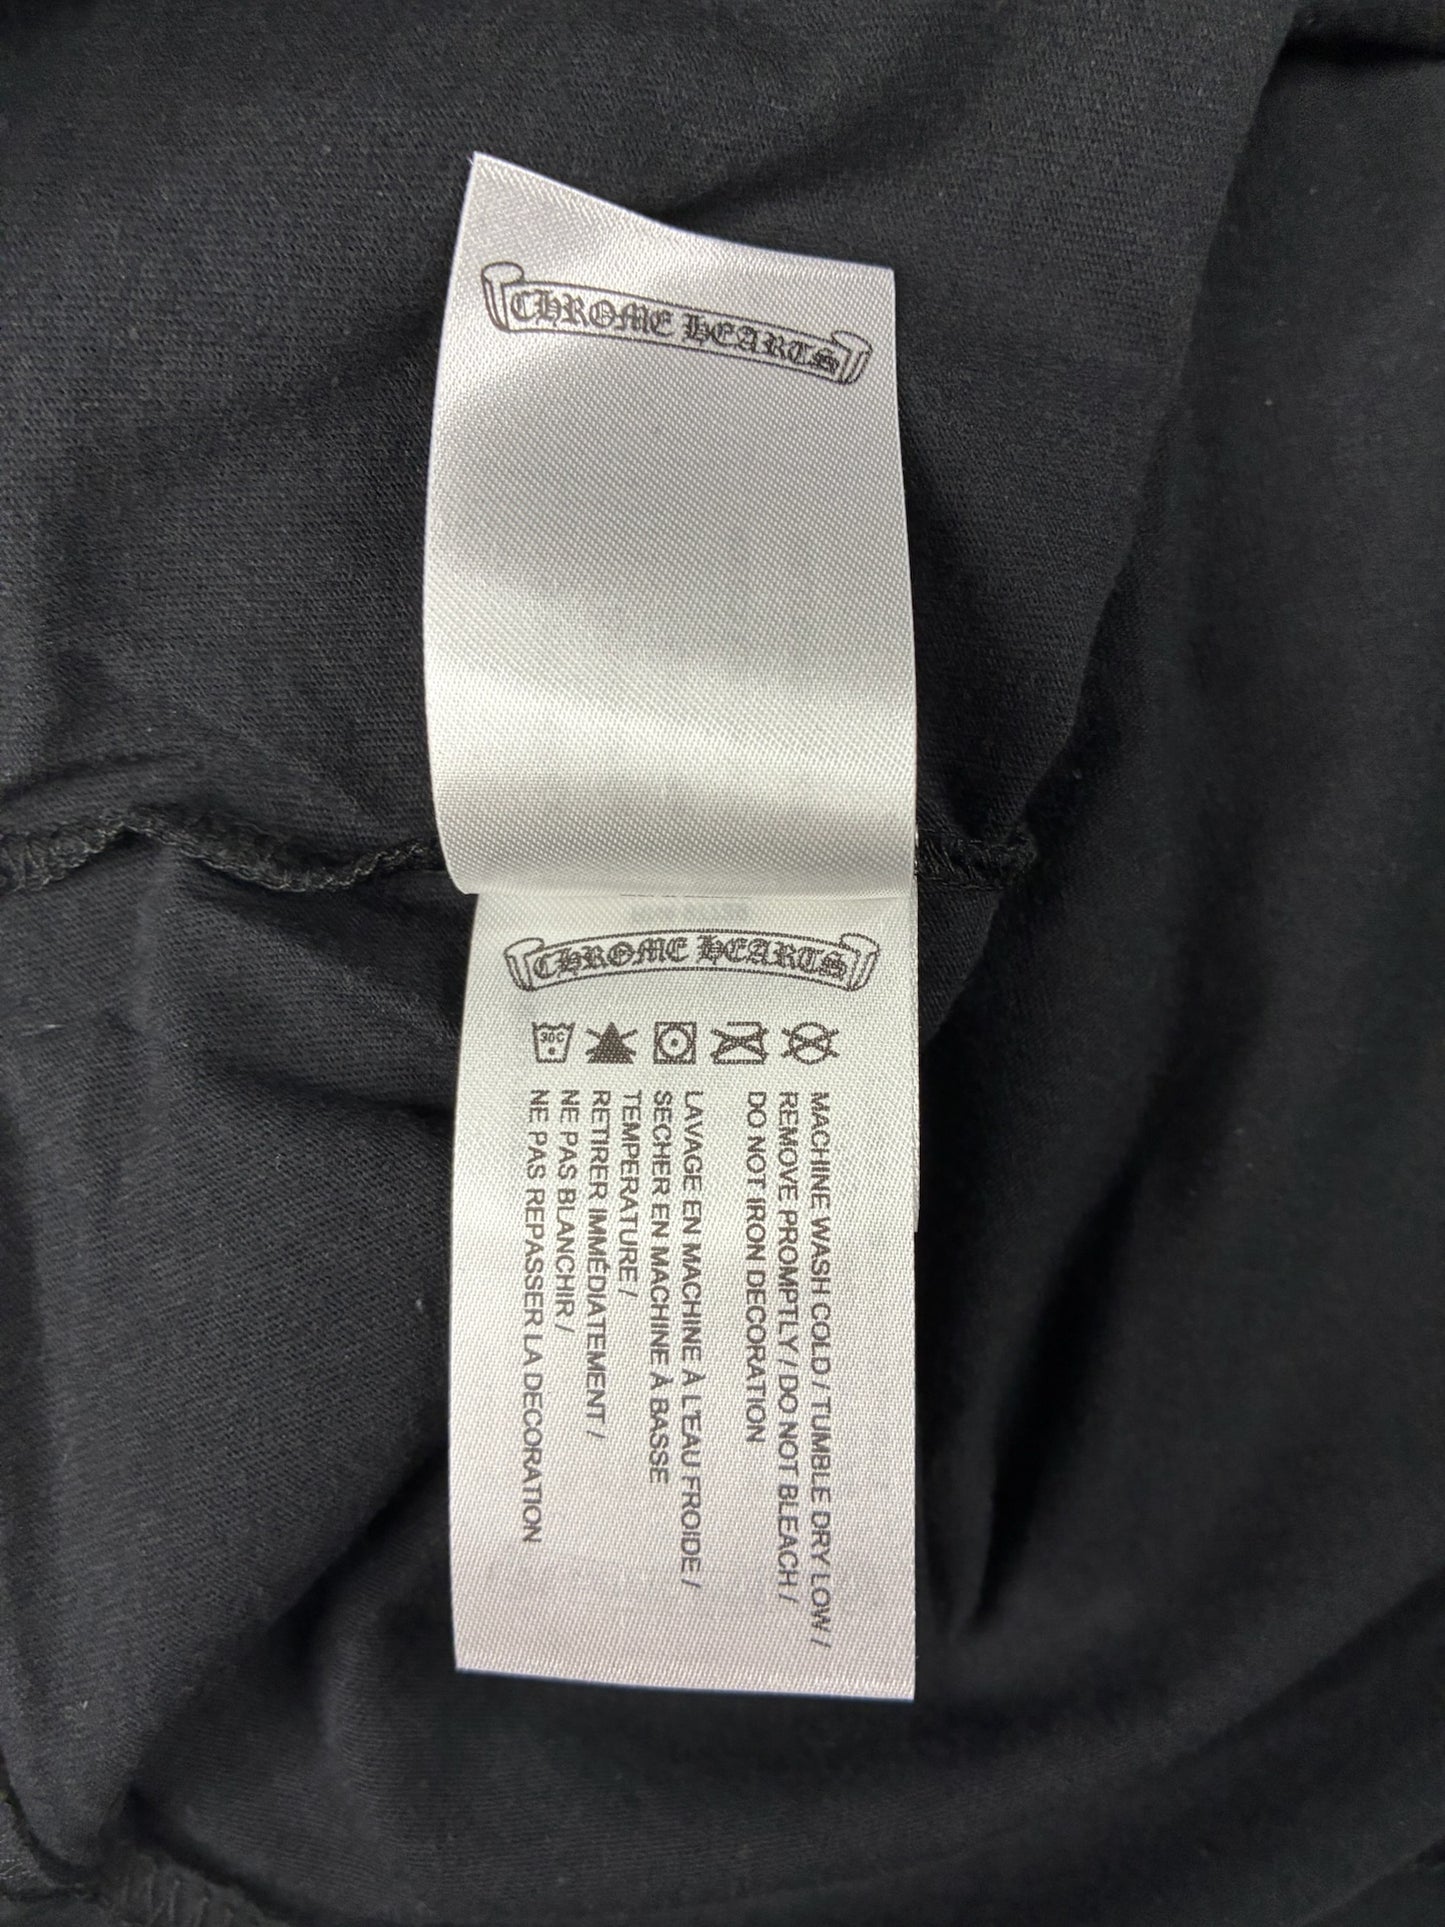 CHROME HEARTS
CHROME HEARTS
30C
MACHINE WASH COLD / TUMBLE DRY LOW /
REMOVE PROMPTLY / DO NOT BLEACH /
DO NOT IRON DECORATION
LAVAGE EN MACHINE À L'EAU FROIDE /
SECHER EN MACHINE À BASSE
TEMPERATURE /
RETIRER IMMÉDIATEMENT /
NE PAS BLANCHIR /
NE PAS REPASSER LA DECORATION